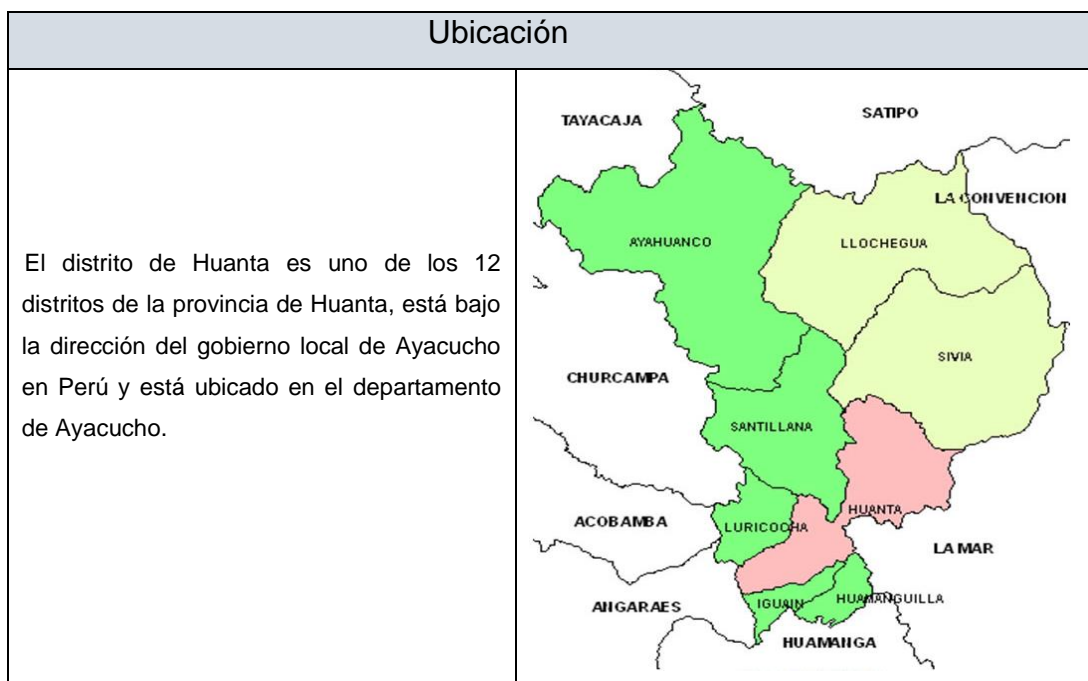 Ubicación
El distrito de Huanta es uno de los 12
distritos de la provincia de Huanta, está bajo
la dirección del gobierno local de Ayacucho
en Perú y está ubicado en el departamento
de Ayacucho.
TAYACAJA
SATIPO
LA CONVENCION
AYAHUANCO
LLOCHEGUA
SIVIA
CHURCAMPA
SANTILLANA
HUANTA
ACOBAMBA
LURICOCHA
LA MAR
ANGARAES
IGUAIN
HUAMANGUILLA
HUAMANGA